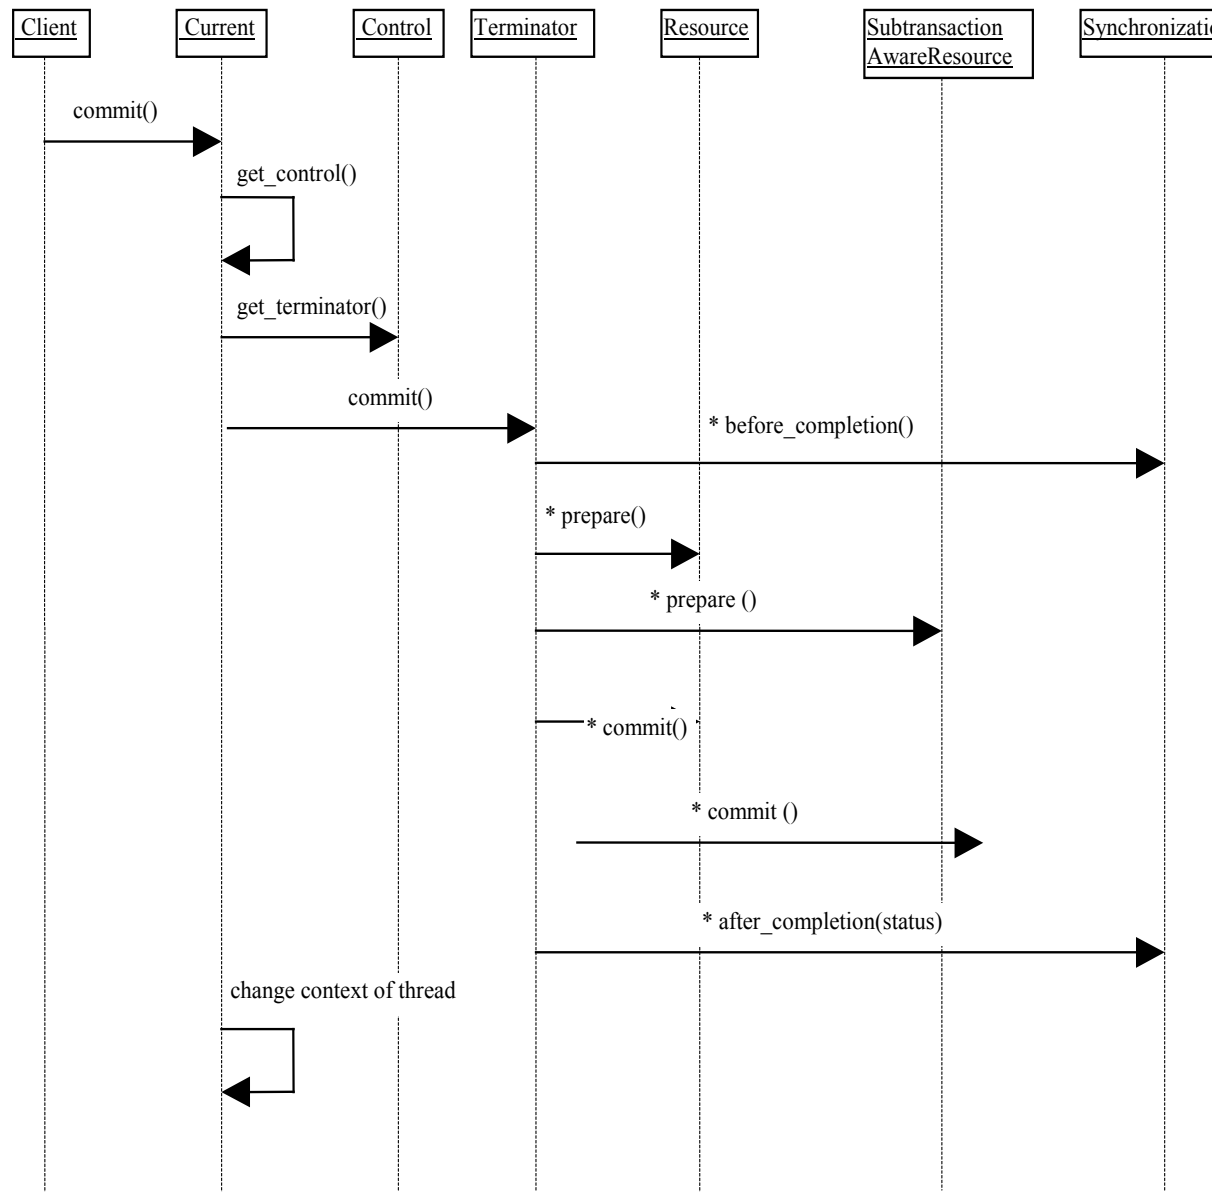 Client
Current
Control
Terminator
Resource
Subtransaction
AwareResource
Synchronizatio
commit()
get_control()
get_terminator()
commit()
* before_completion()
* prepare()
* prepare ()
* commit()
* commit ()
* after_completion(status)
change context of thread